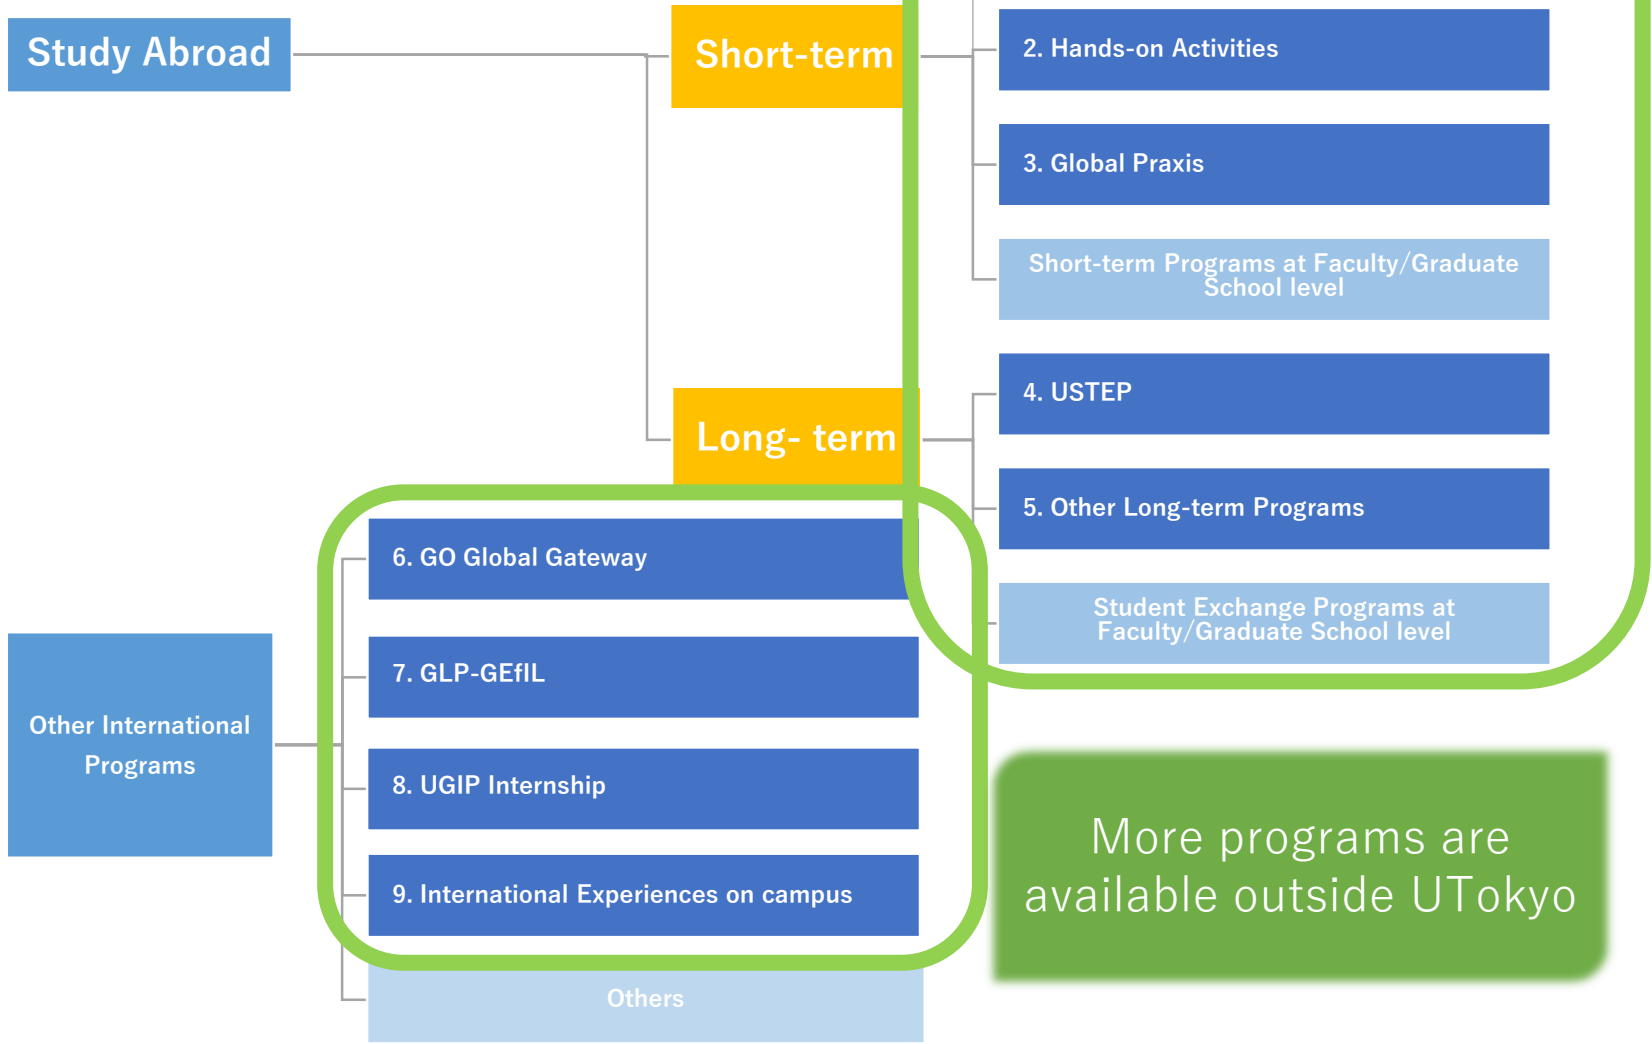 Study Abroad
Short-term
2. Hands-on Activities
3. Global Praxis
Short-term Programs at Faculty/Graduate
School level
Long- term
4. USTEP
5. Other Long-term Programs
Student Exchange Programs at
Faculty/Graduate School level
Other International
Programs
6. GO Global Gateway
7. GLP-GEfIL
8. UGIP Internship
9. International Experiences on campus
Others
More programs are
available outside UTokyo